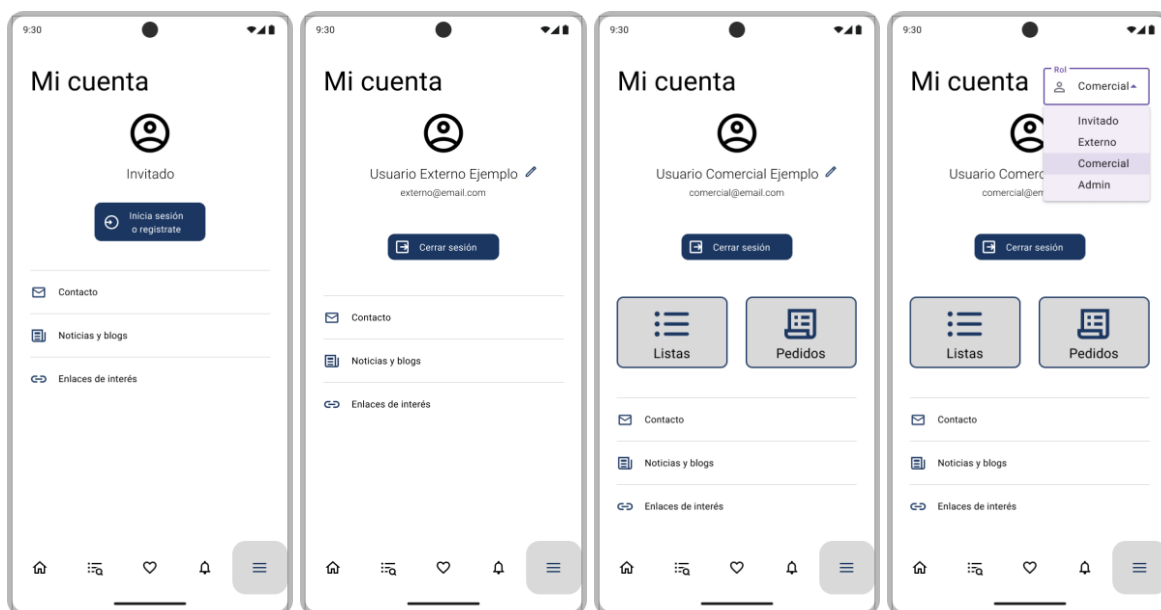 9:30
Mi cuenta
Invitado
Inicia sesión
o registrate
Contacto
Noticias y blogs
Enlaces de interés
9:30
Mi cuenta
Usuario Externo Ejemplo
externo@email.com
Cerrar sesión
Contacto
Noticias y blogs
Enlaces de interés
9:30
Mi cuenta
Usuario Comercial Ejemplo
comercial@email.com
Cerrar sesión
Listas
Pedidos
Contacto
Noticias y blogs
Enlaces de interés
9:30
Mi cuenta
Rol
Comercial
Invitado
Externo
Comercial
Admin
Usuario Comerc
comercial@em
Cerrar sesión
Listas
Pedidos
Contacto
Noticias y blogs
Enlaces de interés